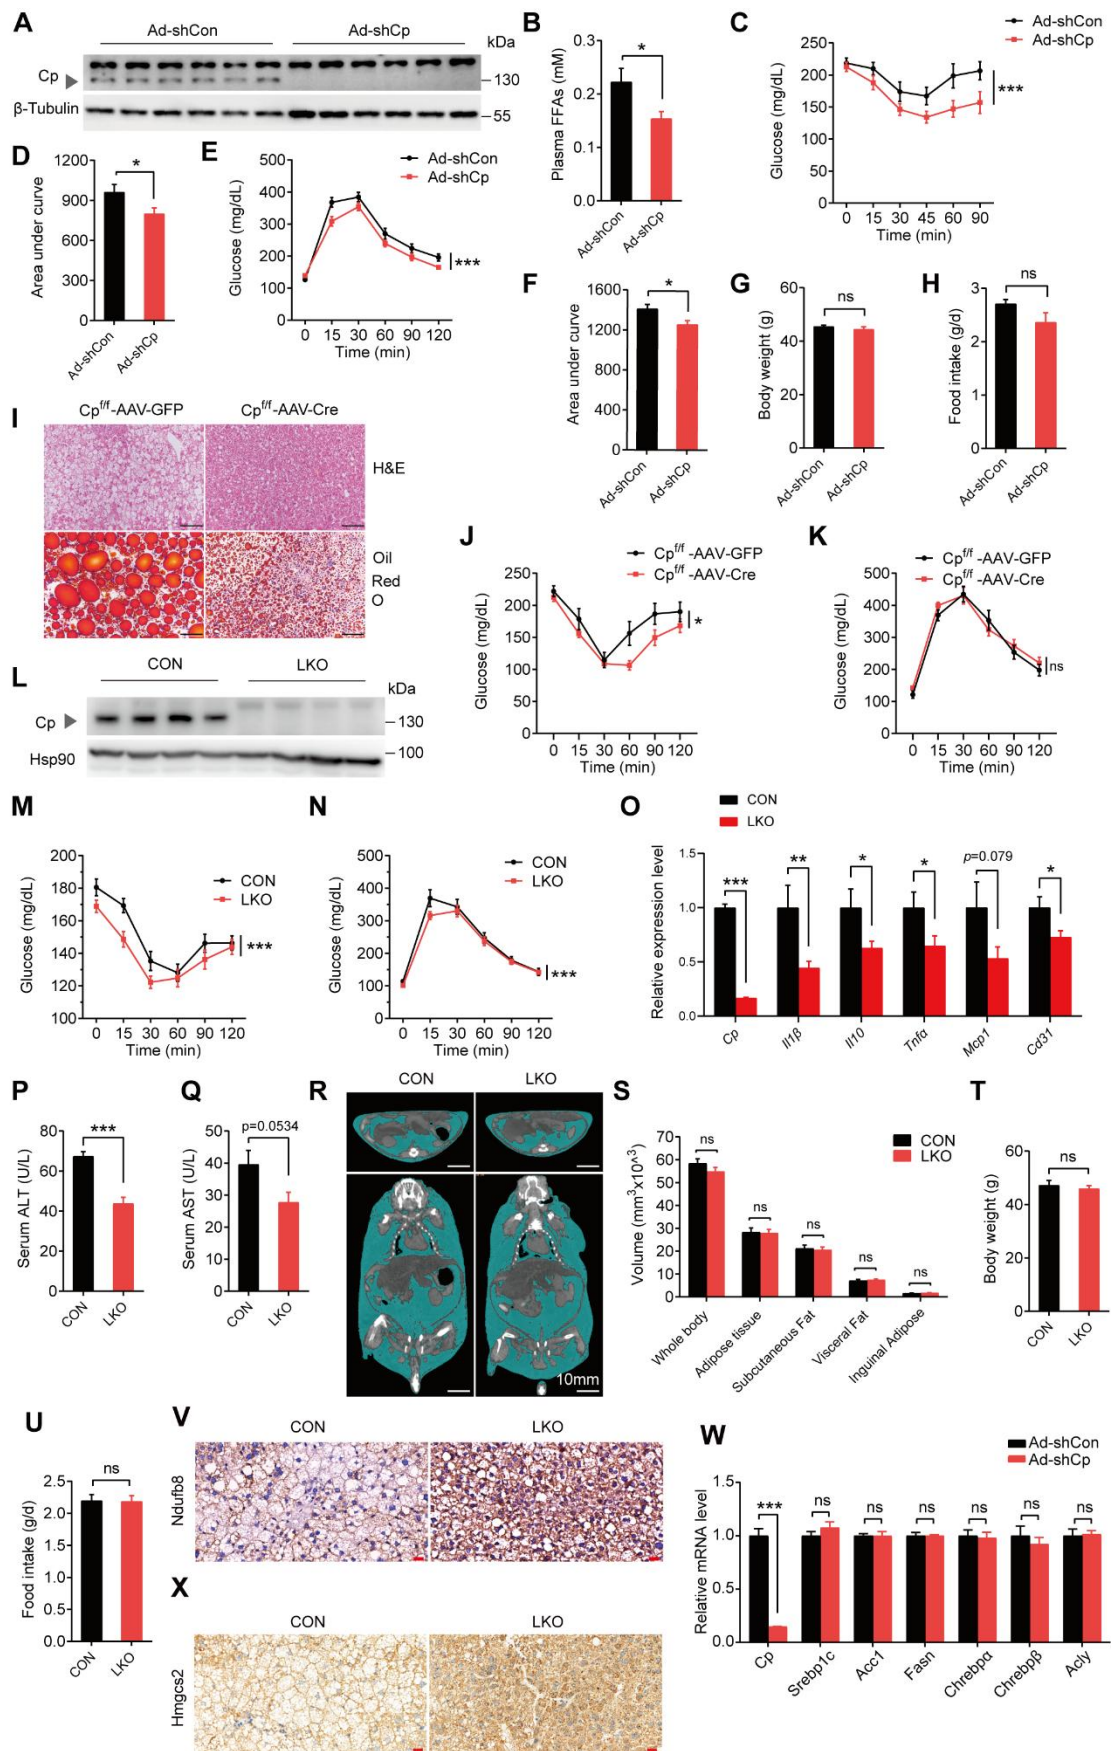 A
Ad-shCon
Ad-shCp
kDa
Cp
130
β-Tubulin
55
B
Plasma FFAs (mM)
0.3
0.2
0.1
0.0
*
Ad-shCon
Ad-shCp
C
Ad-shCon
Ad-shCp
Glucose (mg/dL)
250
200
150
100
50
0
***
0 15 30 45 60 90
Time (min)
D
Area under curve
1200
900
600
300
0
*
Ad-shCon
Ad-shCp
E
Ad-shCon
Ad-shCp
Glucose (mg/dL)
500
400
300
200
100
0
***
0 15 30 60 90 120
Time (min)
F
Area under curve
1600
1200
800
400
0
*
Ad-shCon
Ad-shCp
G
Body weight (g)
60
40
20
0
ns
Ad-shCon
Ad-shCp
H
Food intake (g/d)
3
2
1
0
ns
Ad-shCon
Ad-shCp
I
Cp^f/f-AAV-GFP
Cp^f/f-AAV-Cre
H&E
Oil
Red
O
J
Cp^f/f-AAV-GFP
Cp^f/f-AAV-Cre
Glucose (mg/dL)
250
200
150
100
50
0
*
0 15 30 60 90 120
Time (min)
K
Cp^f/f-AAV-GFP
Cp^f/f-AAV-Cre
Glucose (mg/dL)
500
400
300
200
100
0
ns
0 15 30 60 90 120
Time (min)
L
CON
LKO
kDa
Cp
130
100
Hsp90
M
CON
LKO
Glucose (mg/dL)
200
180
160
140
120
100
***
0 15 30 60 90 120
Time (min)
N
CON
LKO
Glucose (mg/dL)
500
400
300
200
100
0
***
0 15 30 60 90 120
Time (min)
O
CON
LKO
Relative expression level
1.5
1.0
0.5
0.0
***
**
*
*
p=0.079
*
Cp
Il1β
Il10
Tnfα
Mcp1
Cd31
P
Serum ALT (U/L)
80
60
40
20
0
***
CON
LKO
Q
Serum AST (U/L)
50
40
30
20
10
0
p=0.0534
CON
LKO
R
CON
LKO
10mm
S
CON
LKO
Volume (mm³x10^3)
70
60
50
40
30
20
10
0
ns
ns
ns
ns
ns
Whole body
Adipose tissue
Subcutaneous Fat
Visceral Fat
Inguinal Adipose
T
Body weight (g)
60
40
20
0
ns
CON
LKO
U
Food intake (g/d)
2.5
2.0
1.5
1.0
0.5
0.0
ns
CON
LKO
V
CON
LKO
Ndufb8
W
Ad-shCon
Ad-shCp
Relative mRNA level
1.5
1.0
0.5
0.0
***
ns
ns
ns
ns
ns
ns
Cp
Srebp1c
Acc1
Fasn
Chrebpα
Chrebpβ
Acly
X
CON
LKO
Hmgcs2